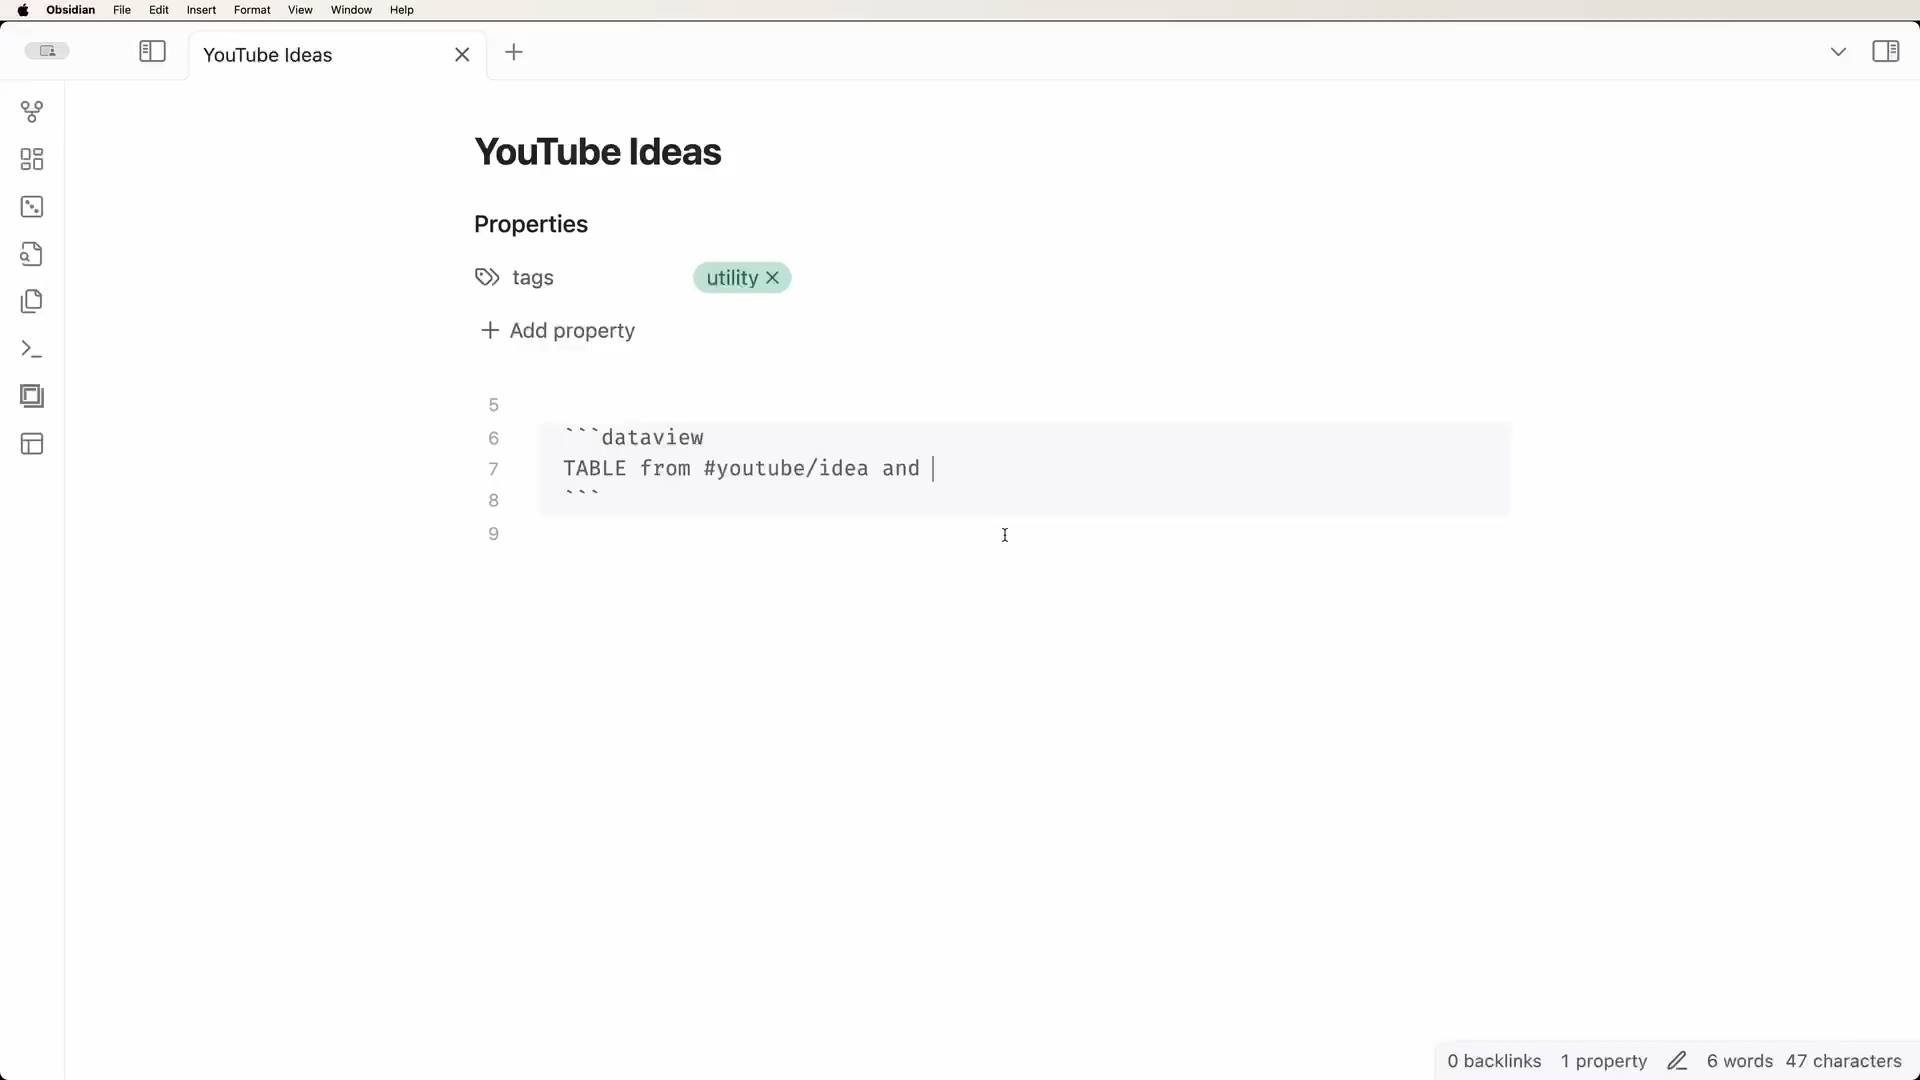 Obsidian File Edit Insert Format View Window Help
YouTube Ideas
YouTube Ideas
Properties
tags utility
Add property
5
6 ```dataview
7 TABLE from #youtube/idea and
8 ```
9
0 backlinks 1 property 6 words 47 characters